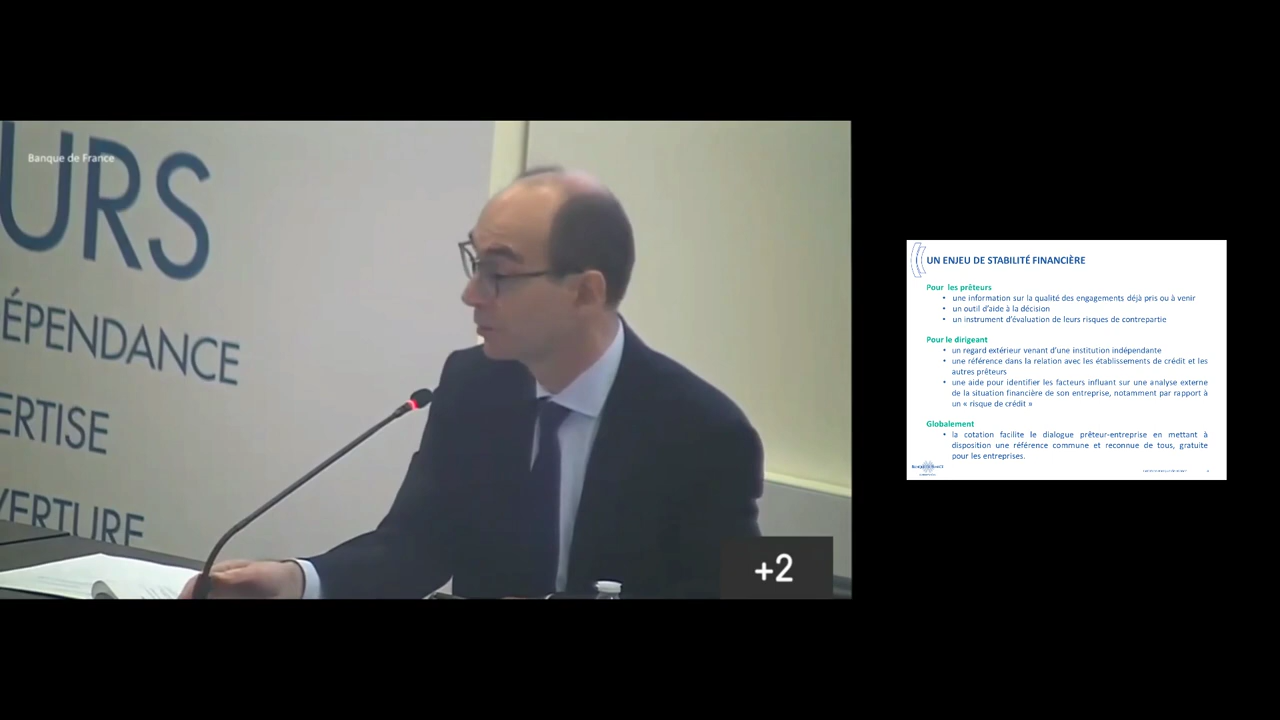 Banque de France
URS
ÉPENDANCE
ERTISE
VERTURE
+2
UN ENJEU DE STABILITÉ FINANCIÈRE
Pour les prêteurs
• une information sur la qualité des engagements déjà pris ou à venir
• un outil d'aide à la décision
• un instrument d'évaluation de leurs risques de contrepartie
Pour le dirigeant
• un regard extérieur venant d'une institution indépendante
• une référence dans la relation avec les établissements de crédit et les
autres prêteurs
• une aide pour identifier les facteurs influant sur une analyse externe
de la situation financière de son entreprise, notamment par rapport à
un « risque de crédit »
Globalement
• la cotation facilite le dialogue prêteur-entreprise en mettant à
disposition une référence commune et reconnue de tous, gratuite
pour les entreprises.
BANQUE DE FRANCE